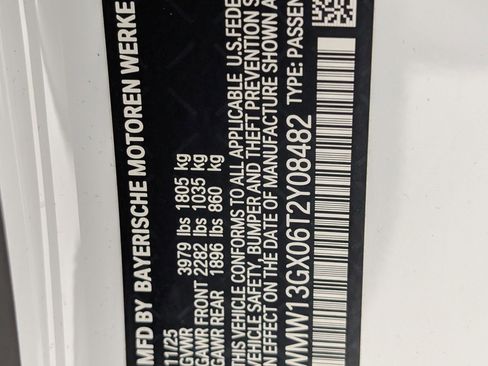 MFD BY BAYERISCHE MOTOREN WERKE
11/25
GVWR 3979 lbs 1805 kg
GAWR FRONT 2282 lbs 1035 kg
GAWR REAR 1896 lbs 860 kg
THIS VEHICLE CONFORMS TO ALL APPLICABLE U.S.FEDE
VEHICLE SAFETY, BUMPER AND THEFT PREVENTION S
IN EFFECT ON THE DATE OF MANUFACTURE SHOWN A
WMW13GX06T2Y08482 TYPE: PASSEN